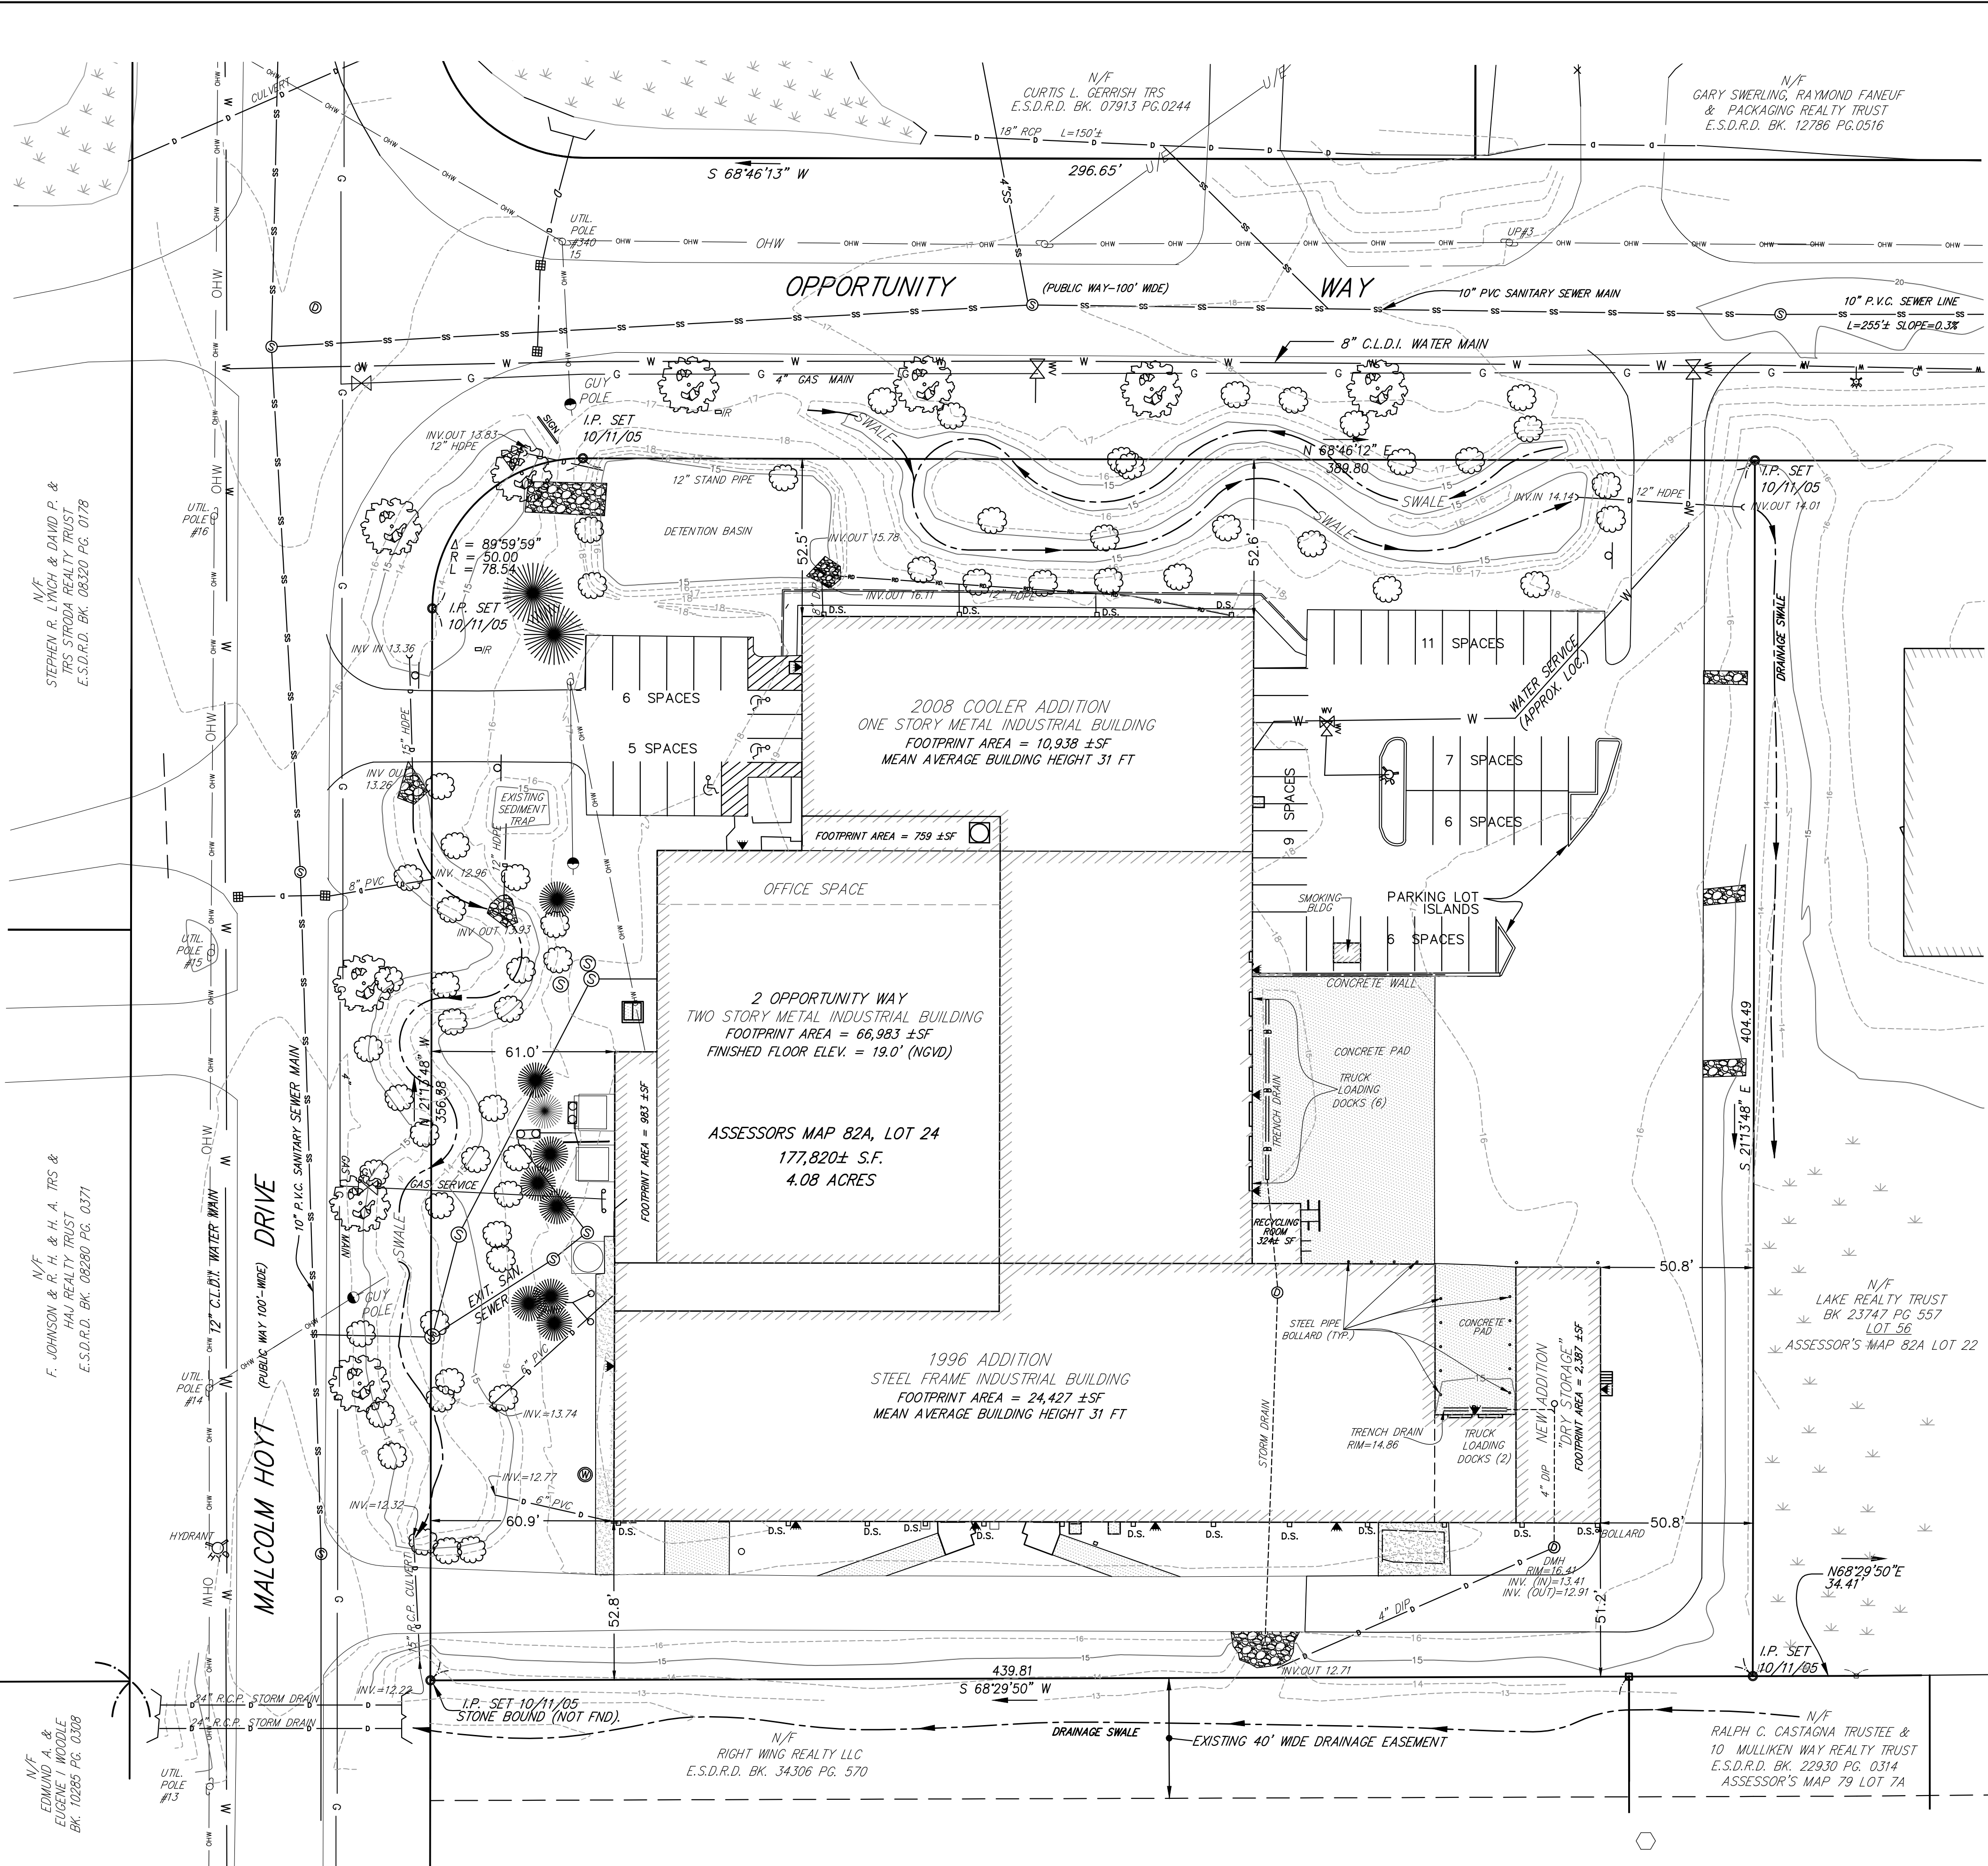 N/F
CURTIS L. GERRISH TRS
E.S.D.R.D. BK. 07913 PG.0244
N/F
GARY SWERLING, RAYMOND FANEUF
& PACKAGING REALTY TRUST
E.S.D.R.D. BK. 12786 PG.0516
CULVERT
18" RCP L=150'±
S 68°46'13" W
296.65'
4"SS
U/E
U/E
UTIL.
POLE
#340
15
OHW
UP#3
OPPORTUNITY
(PUBLIC WAY-100' WIDE)
WAY
10" PVC SANITARY SEWER MAIN
10" P.V.C. SEWER LINE
L=255'± SLOPE=0.3%
8" C.L.D.I. WATER MAIN
4" GAS MAIN
GUY
POLE
SIGN
I.P. SET
10/11/05
IR
INV.OUT 13.83
12" HDPE
SWALE
N 68°46'12" E
389.80
I.P. SET
10/11/05
12" STAND PIPE
SWALE
INV.IN 14.14
12" HDPE
INV.OUT 14.01
SWALE
DETENTION BASIN
52.5'
INV.OUT 15.78
52.6'
N/F
STEPHEN R. LYNCH & DAVID P. &
TRS STRODA REALTY TRUST
E.S.D.R.D. BK. 08320 PG. 0178
UTIL.
POLE
#16
Δ = 89°59'59"
R = 50.00
L = 78.54
I.P. SET
10/11/05
INV.OUT 16.11
12" HDPE
D.S.
D.S.
D.S.
D.S.
DRAINAGE SWALE
INV IN 13.36
IR
11 SPACES
WATER SERVICE
(APPROX. LOC.)
6 SPACES
2008 COOLER ADDITION
ONE STORY METAL INDUSTRIAL BUILDING
FOOTPRINT AREA = 10,938 ±SF
MEAN AVERAGE BUILDING HEIGHT 31 FT
15" HDPE
5 SPACES
WV
7 SPACES
6 SPACES
9 SPACES
INV OUT
13.26
EXISTING
SEDIMENT
TRAP
12" HDPE
FOOTPRINT AREA = 759 ±SF
8" PVC
INV. 12.96
OFFICE SPACE
SMOKING
BLDG
PARKING LOT
ISLANDS
6 SPACES
INV OUT 13.93
UTIL.
POLE
#15
CONCRETE WALL
2 OPPORTUNITY WAY
TWO STORY METAL INDUSTRIAL BUILDING
FOOTPRINT AREA = 66,983 ±SF
FINISHED FLOOR ELEV. = 19.0' (NGVD)
61.0'
CONCRETE PAD
TRUCK
LOADING
DOCKS (6)
TRENCH DRAIN
404.49
S 21°13'48" E
N 21°13'48" W
356.98
FOOTPRINT AREA = 983 ±SF
ASSESSORS MAP 82A, LOT 24
177,820± S.F.
4.08 ACRES
4" GAS MAIN
10" P.V.C. SANITARY SEWER MAIN
GAS SERVICE
12" C.L.D.I. WATER MAIN
MALCOLM HOYT (PUBLIC WAY 100'-WIDE) DRIVE
SWALE
RECYCLING
ROOM
324± SF
N/F
F. JOHNSON & R. H. & H. A. TRS &
HAJ REALTY TRUST
E.S.D.R.D. BK. 08280 PG. 0371
EXIT. SAN.
SEWER
GUY
POLE
6" PVC
50.8'
N/F
LAKE REALTY TRUST
BK 23747 PG 557
LOT 56
ASSESSOR'S MAP 82A LOT 22
STEEL PIPE
BOLLARD (TYP.)
CONCRETE
PAD
1996 ADDITION
STEEL FRAME INDUSTRIAL BUILDING
FOOTPRINT AREA = 24,427 ±SF
MEAN AVERAGE BUILDING HEIGHT 31 FT
NEW ADDITION
"DRY STORAGE"
FOOTPRINT AREA = 2,387 ±SF
UTIL.
POLE
#14
INV.=13.74
STORM DRAIN
TRENCH DRAIN
RIM=14.86
TRUCK
LOADING
DOCKS (2)
4" DIP
INV.=12.77
INV.=12.32
6" PVC
60.9'
D.S.
D.S.
D.S.
D.S.
D.S.
D.S.
D.S.
D.S.
D.S.
D.S.
D.S.
BOLLARD
50.8'
HYDRANT
DMH
RIM=16.41
INV. (IN)=13.41
INV. (OUT)=12.91
N68°29'50"E
34.41'
15" R.C.P. CULVERT
52.8'
4" DIP
51.2'
INV.OUT 12.71
I.P. SET
10/11/05
439.81
S 68°29'50" W
INV.=12.22
24" R.C.P. STORM DRAIN
24" R.C.P. STORM DRAIN
I.P. SET 10/11/05
STONE BOUND (NOT FND).
DRAINAGE SWALE
EXISTING 40' WIDE DRAINAGE EASEMENT
N/F
RIGHT WING REALTY LLC
E.S.D.R.D. BK. 34306 PG. 570
N/F
RALPH C. CASTAGNA TRUSTEE &
10 MULLIKEN WAY REALTY TRUST
E.S.D.R.D. BK. 22930 PG. 0314
ASSESSOR'S MAP 79 LOT 7A
N/F
EDMUND A. &
EUGENE I WOODLE
BK. 10285 PG. 0308
UTIL.
POLE
#13